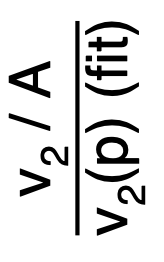 v₂ / A
v₂(p) (fit)